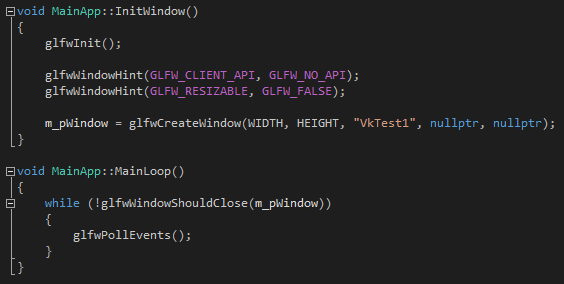 void MainApp::InitWindow()
{
    glfwInit();

    glfwWindowHint(GLFW_CLIENT_API, GLFW_NO_API);
    glfwWindowHint(GLFW_RESIZABLE, GLFW_FALSE);

    m_pWindow = glfwCreateWindow(WIDTH, HEIGHT, "VkTest1", nullptr, nullptr);
}

void MainApp::MainLoop()
{
    while (!glfwWindowShouldClose(m_pWindow))
    {
        glfwPollEvents();
    }
}